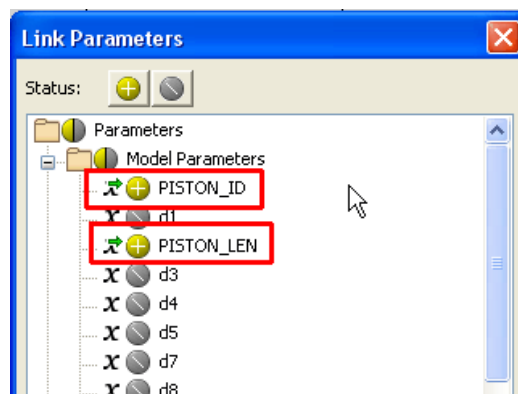 Link Parameters
Status:
Parameters
Model Parameters
x PISTON_ID
x d1
x PISTON_LEN
x d3
x d4
x d5
x d7
x d8